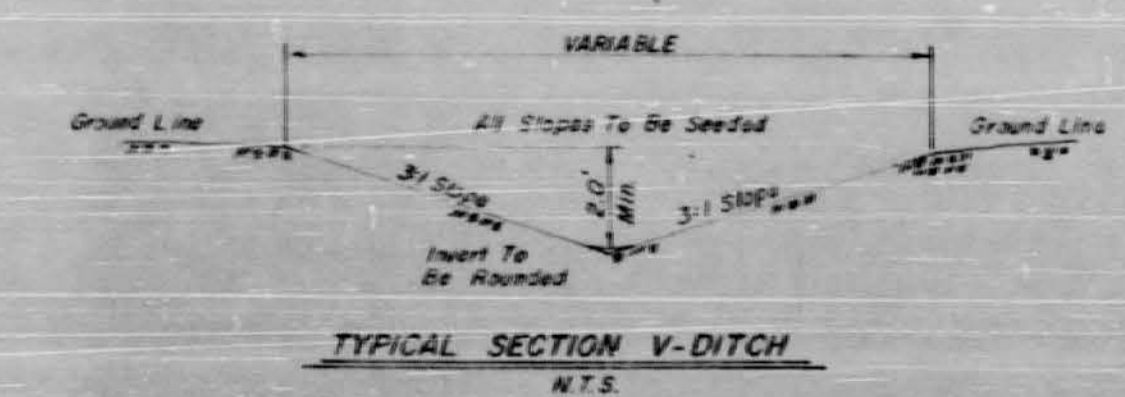 VARIABLE
Ground Line
All Slopes To Be Seeded
Ground Line
3:1 Slope
2.0' Min.
3:1 Slope
Invert To
Be Rounded
TYPICAL SECTION V-DITCH
N.T.S.